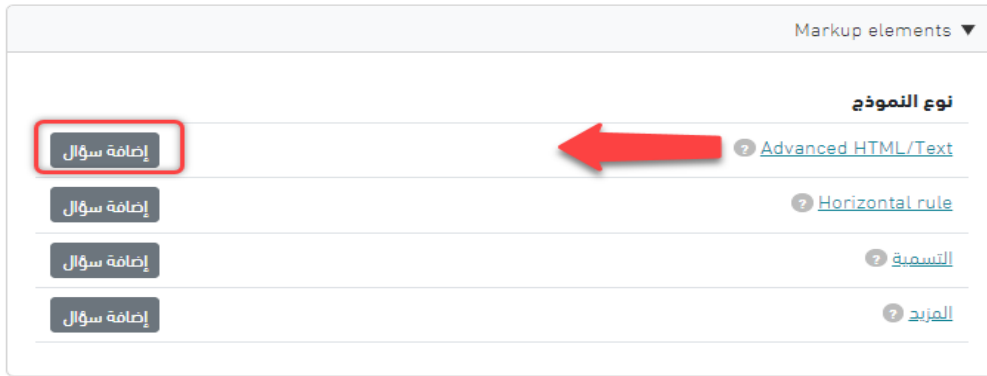 ▼ Markup elements
نوع النموذج
Advanced HTML/Text ? إضافة سؤال
Horizontal rule ? إضافة سؤال
التسمية ? إضافة سؤال
المزيد ? إضافة سؤال